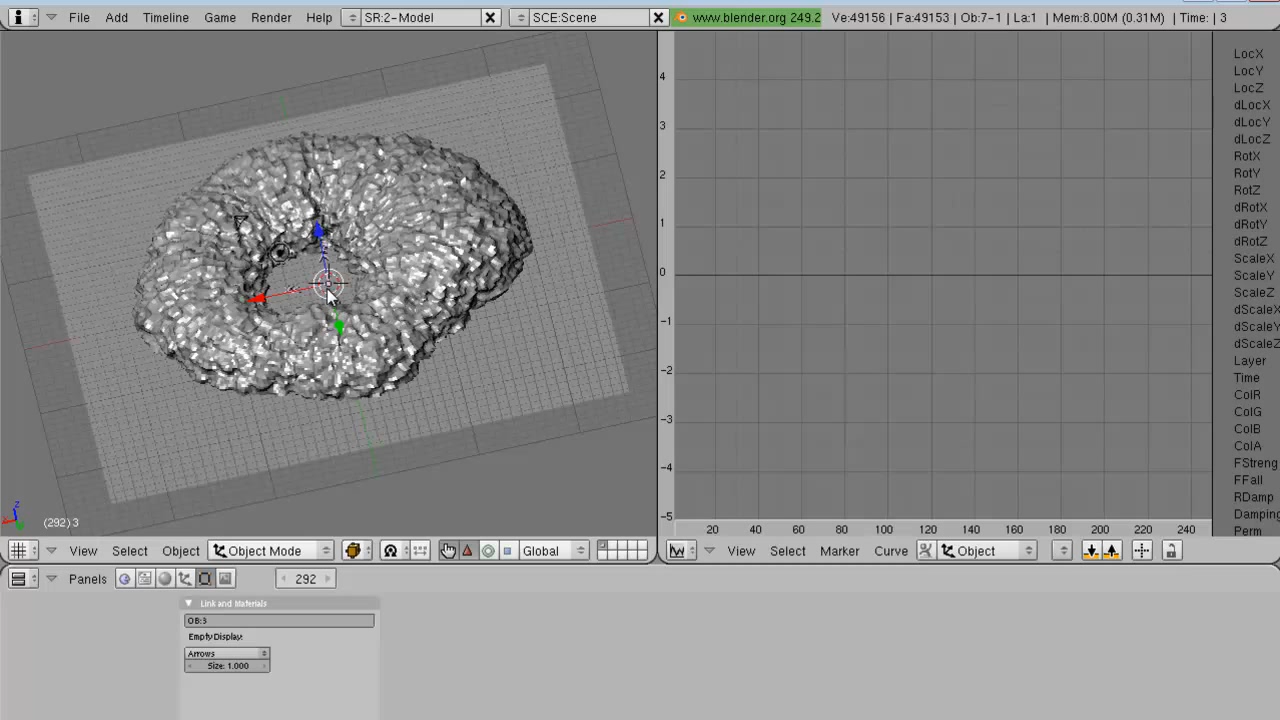 File Add Timeline Game Render Help SR:2-Model SCE:Scene www.blender.org 249.2 Ve:49156 | Fa:49153 | Ob:7-1 | La:1 | Mem:8.00M (0.31M) | Time: | 3
LocX
LocY
LocZ
dLocX
dLocY
dLocZ
RotX
RotY
RotZ
dRotX
dRotY
dRotZ
ScaleX
ScaleY
ScaleZ
dScaleX
dScaleY
dScaleZ
Layer
Time
ColR
ColG
ColB
ColA
FStreng
FFall
RDamp
Damping
Perm
4
3
2
1
0
-1
-2
-3
-4
-5
20 40 60 80 100 120 140 160 180 200 220 240
z
x
(292) 3
View Select Object Object Mode Global
View Select Marker Curve Object
Panels 292
Link and Materials
OB:3
Empty Display:
Arrows
Size: 1.000